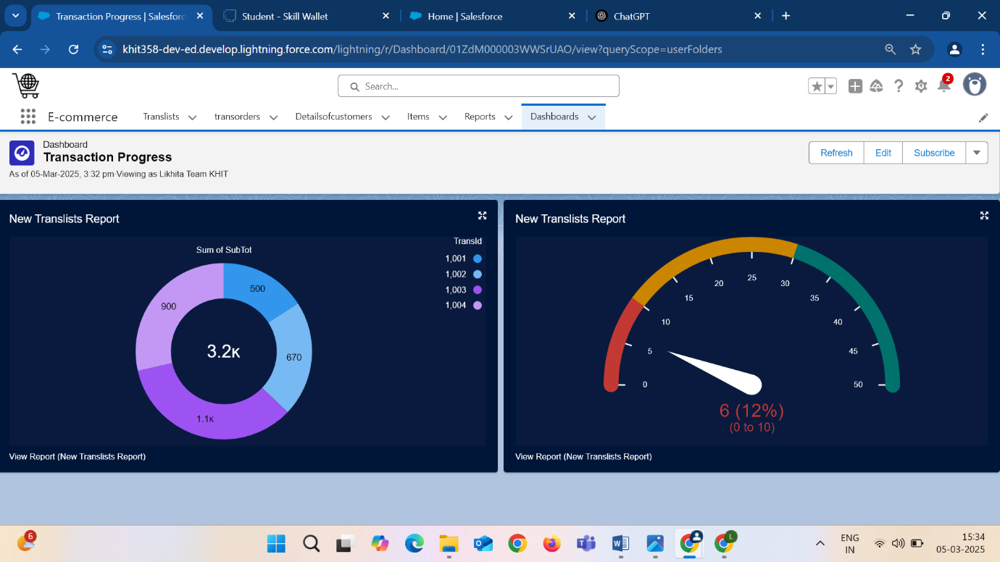 Transaction Progress | Salesforc
Student - Skill Wallet
Home | Salesforce
ChatGPT
khit358-dev-ed.develop.lightning.force.com/lightning/r/Dashboard/01ZdM000003WWSrUAO/view?queryScope=userFolders
Search...
2
E-commerce
Translists
transorders
Detailsofcustomers
Items
Reports
Dashboards
Dashboard
Transaction Progress
As of 05-Mar-2025, 3:32 pm·Viewing as Likhita Team KHIT
Refresh
Edit
Subscribe
New Translists Report
Sum of SubTot
TransId
1,001
1,002
1,003
1,004
500
900
670
1.1K
3.2K
View Report (New Translists Report)
New Translists Report
0
5
10
15
20
25
30
35
40
45
50
6 (12%)
(0 to 10)
View Report (New Translists Report)
6
L
ENG
IN
15:34
05-03-2025